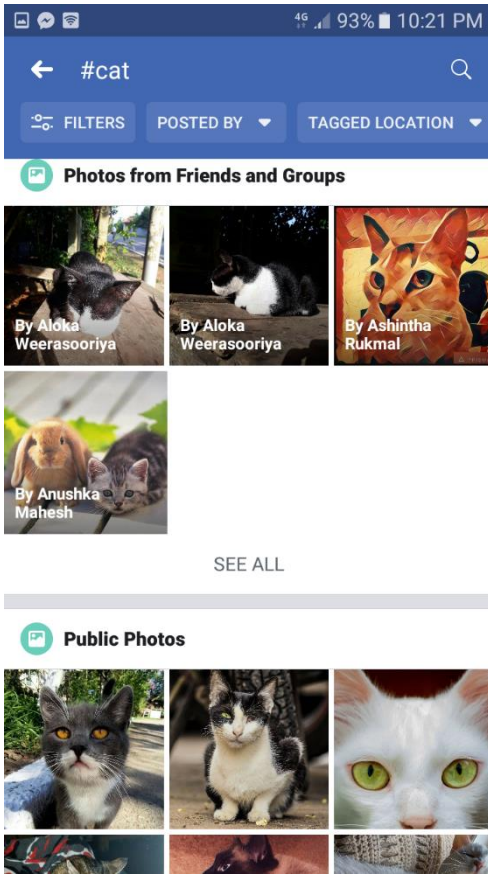 4G 93% 10:21 PM
#cat
FILTERS POSTED BY TAGGED LOCATION
Photos from Friends and Groups
By Aloka
Weerasooriya
By Aloka
Weerasooriya
By Ashintha
Rukmal
By Anushka
Mahesh
SEE ALL
Public Photos